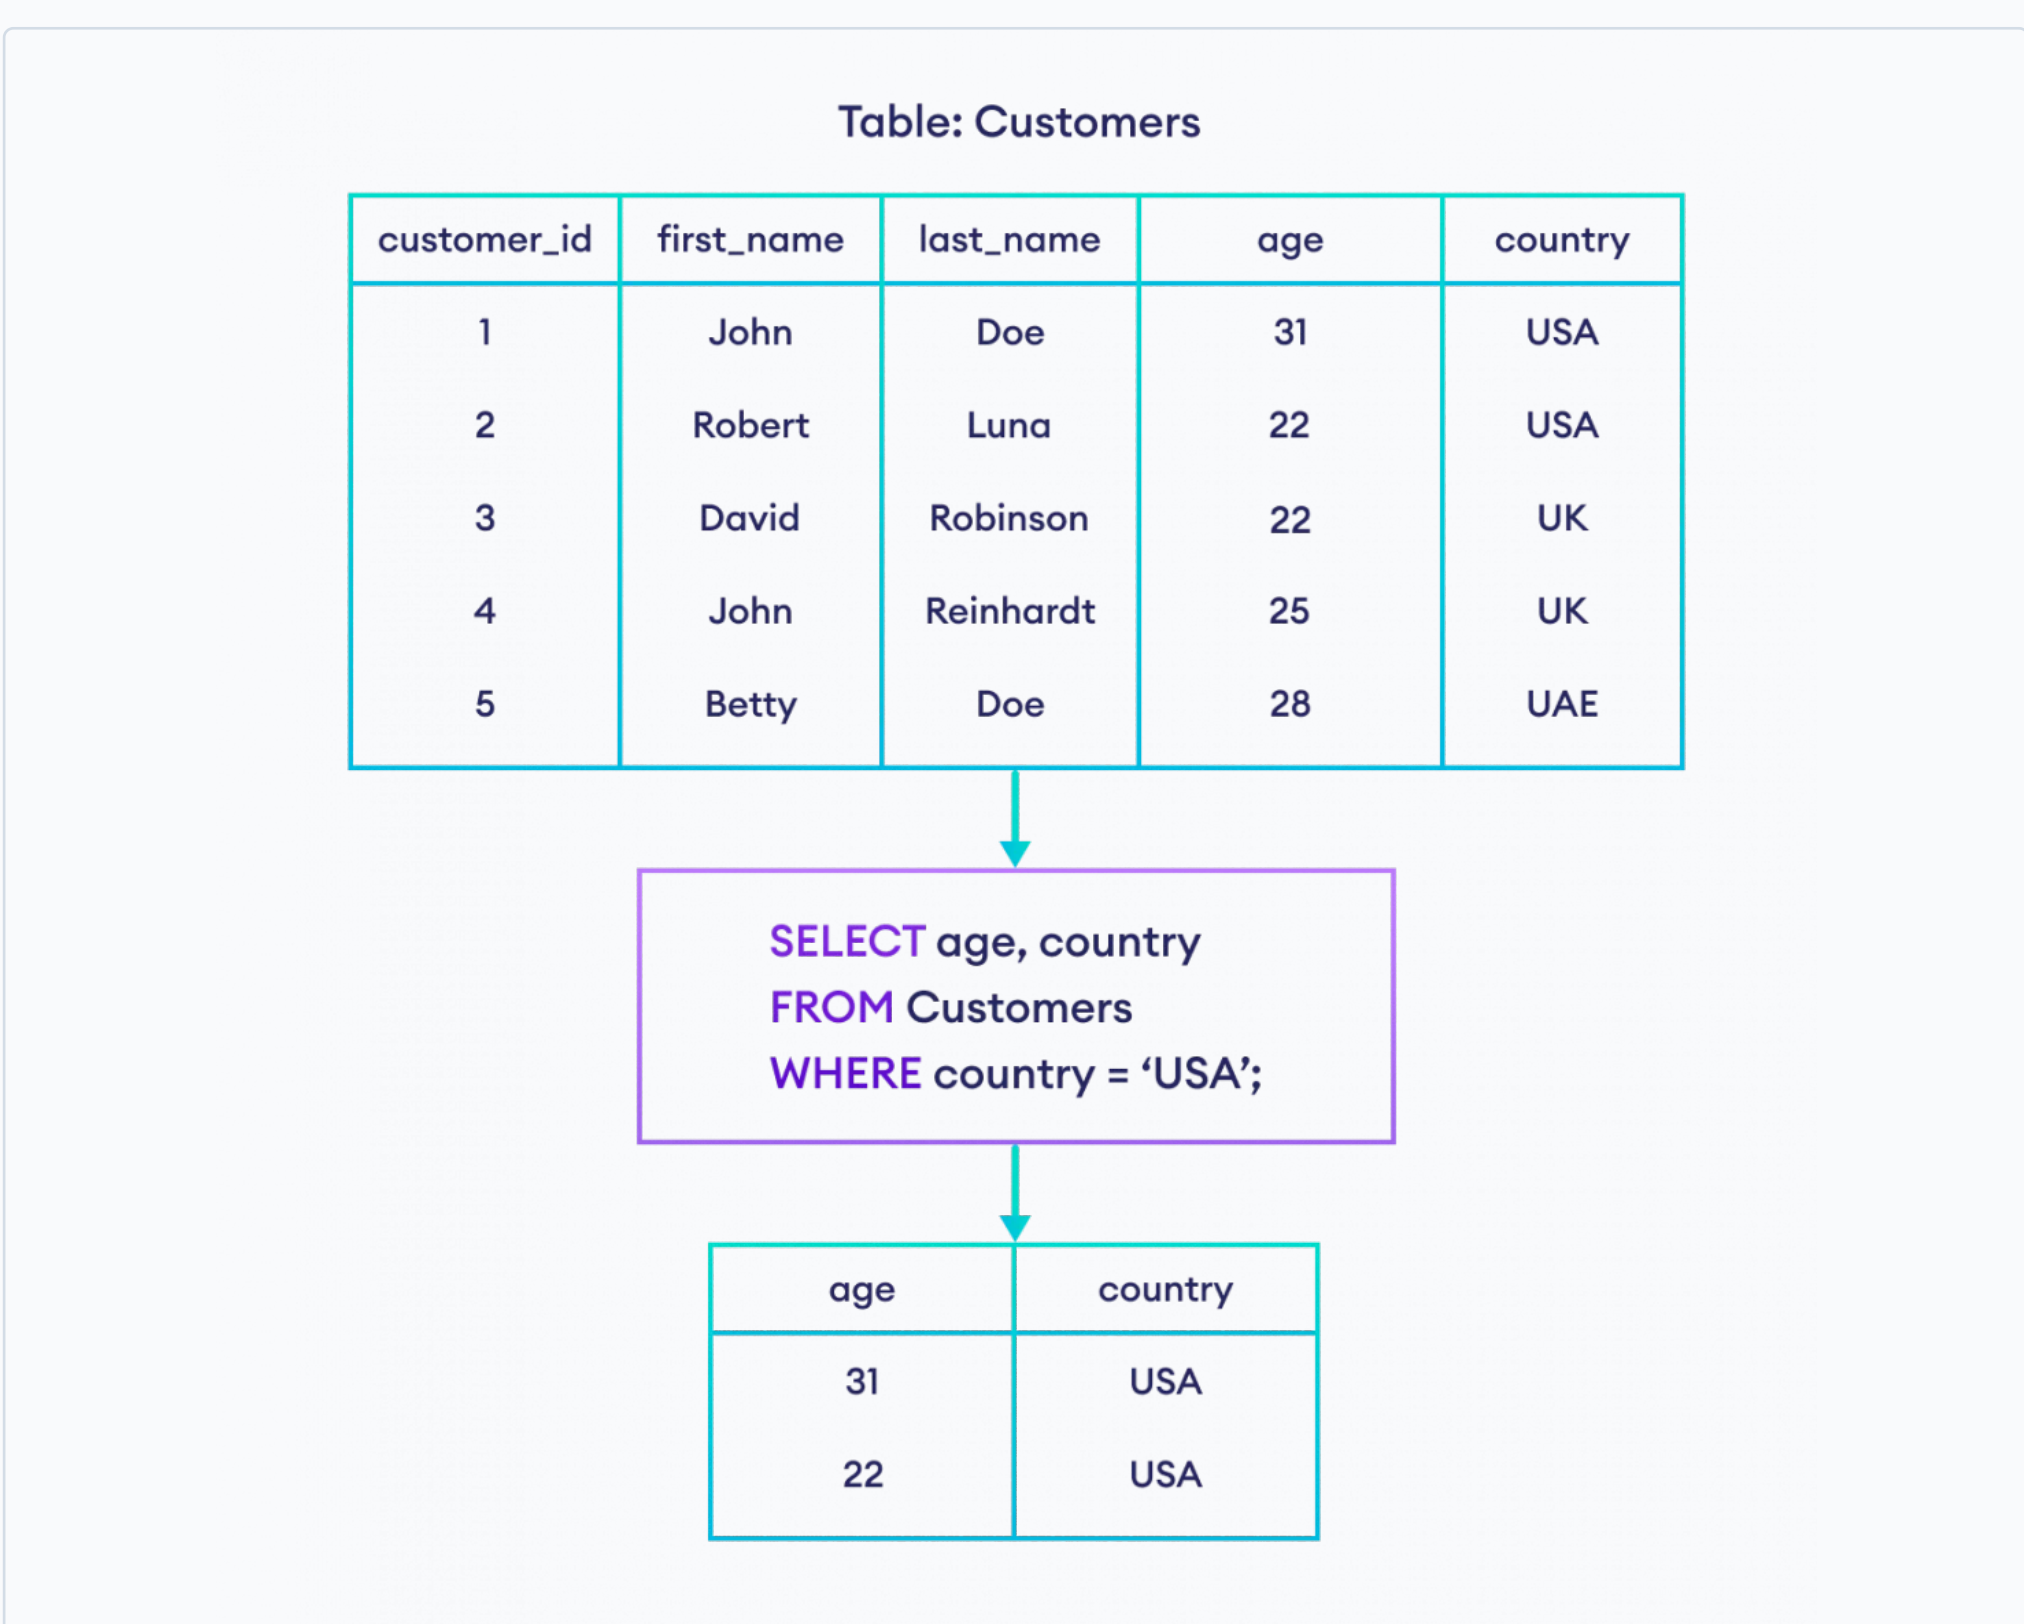 Table: Customers
customer_id first_name last_name age country
1 John Doe 31 USA
2 Robert Luna 22 USA
3 David Robinson 22 UK
4 John Reinhardt 25 UK
5 Betty Doe 28 UAE
SELECT age, country
FROM Customers
WHERE country = ‘USA’;
age country
31 USA
22 USA